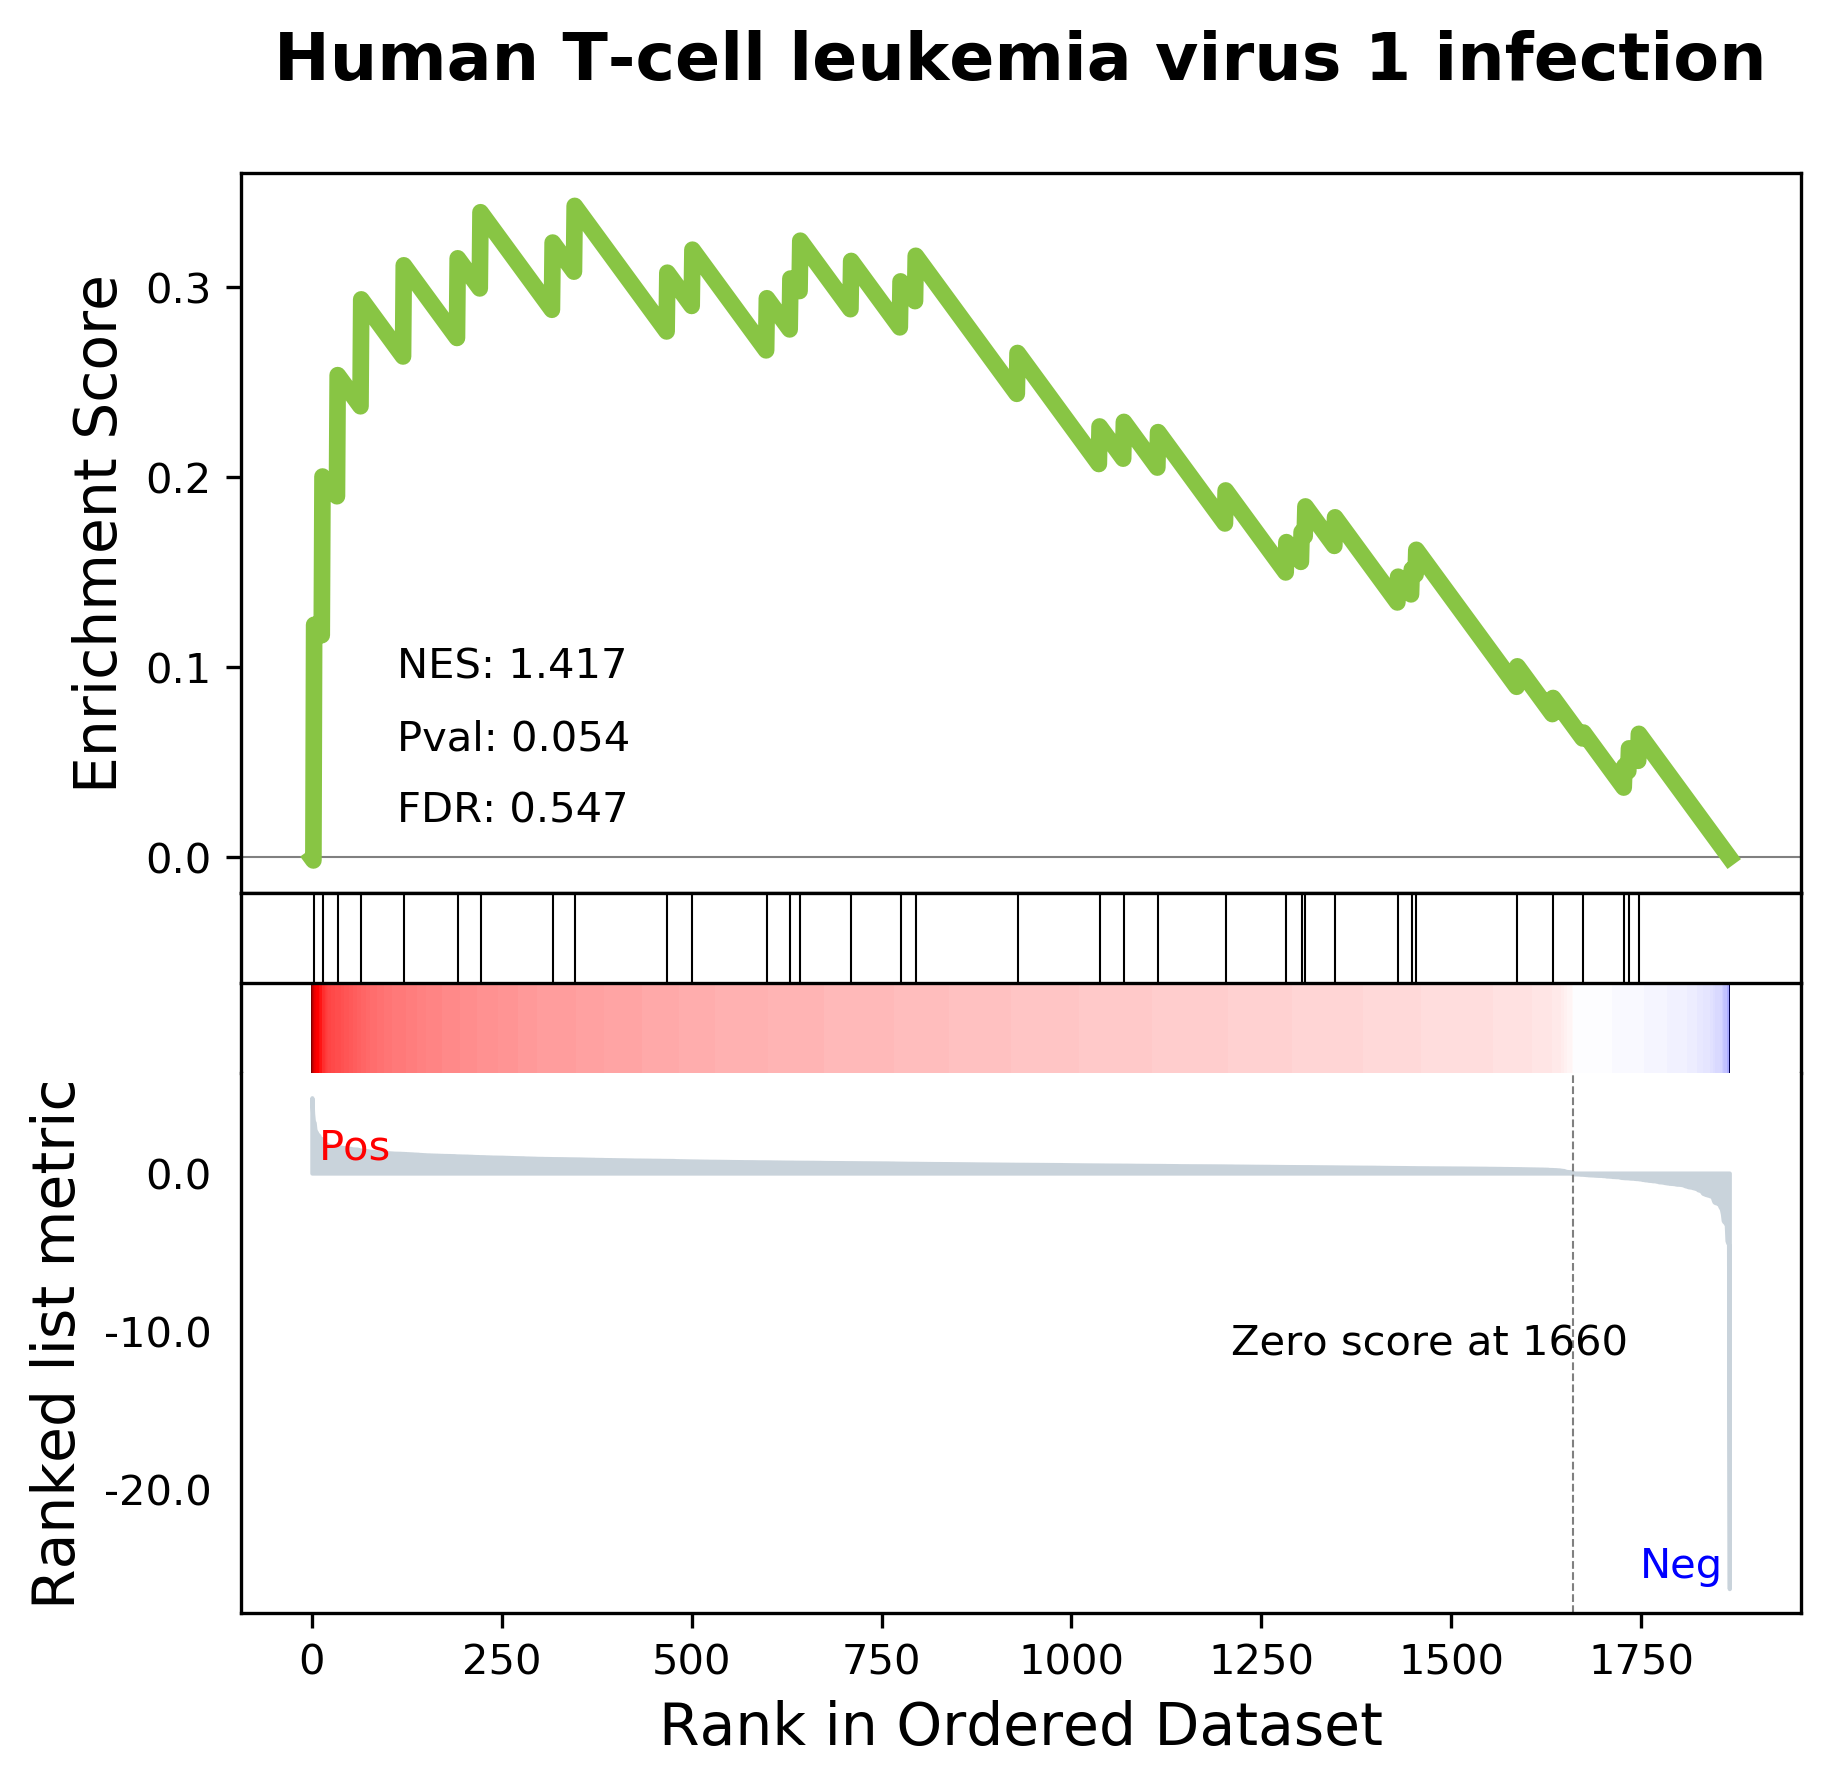 Human T-cell leukemia virus 1 infection
Enrichment Score
0.3
0.2
0.1
0.0
NES: 1.417
Pval: 0.054
FDR: 0.547
Ranked list metric
0.0
-10.0
-20.0
Pos
Zero score at 1660
Neg
0 250 500 750 1000 1250 1500 1750
Rank in Ordered Dataset